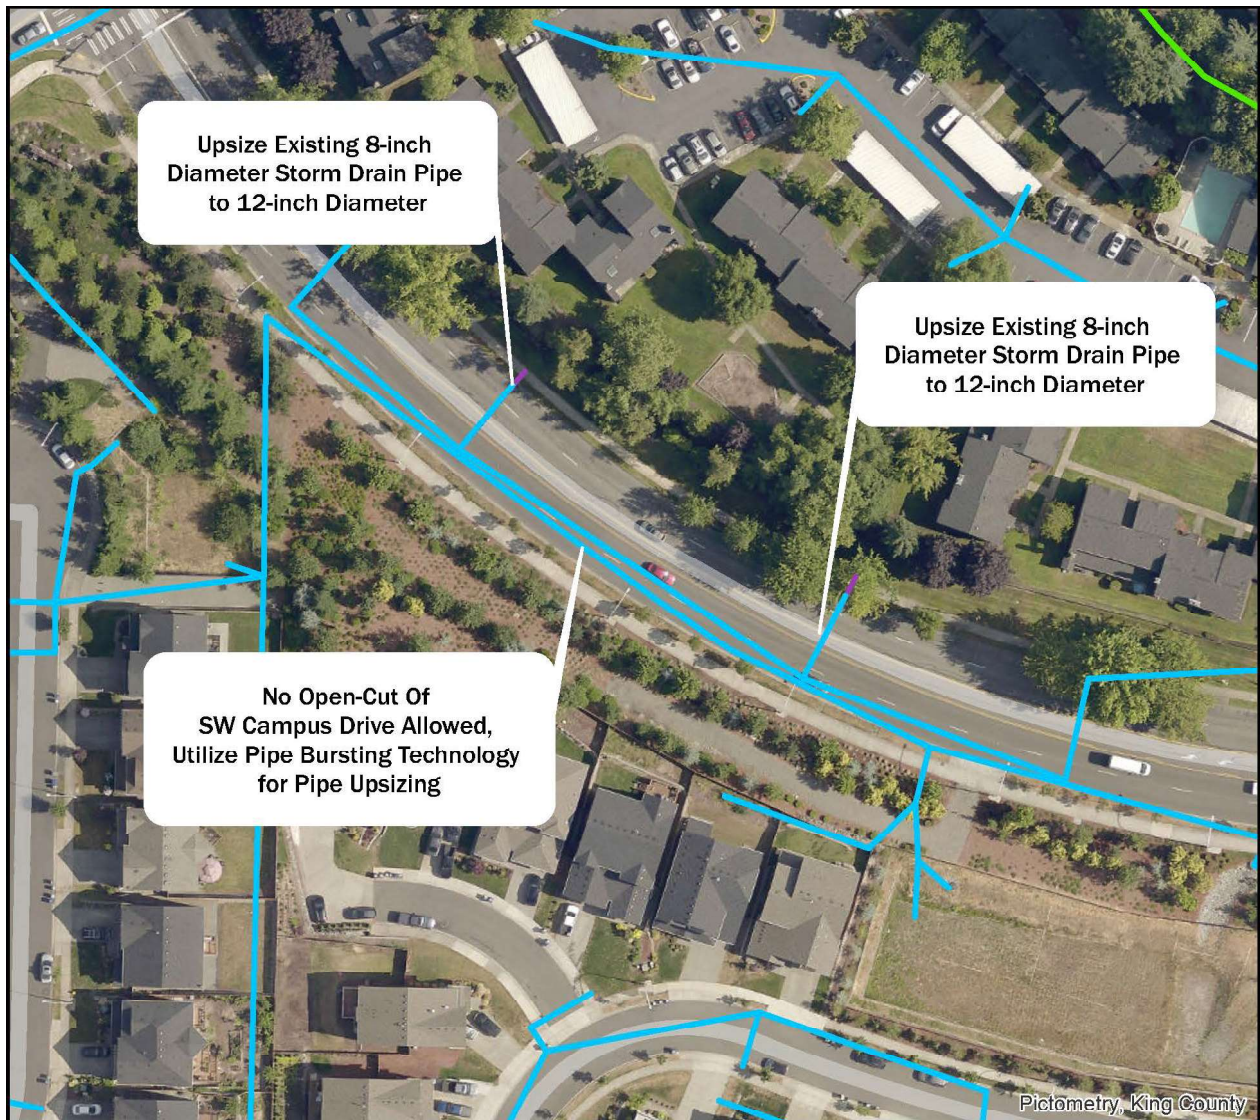 Upsize Existing 8-inch
Diameter Storm Drain Pipe
to 12-inch Diameter
Upsize Existing 8-inch
Diameter Storm Drain Pipe
to 12-inch Diameter
No Open-Cut Of
SW Campus Drive Allowed,
Utilize Pipe Bursting Technology
for Pipe Upsizing
Pictometry, King County